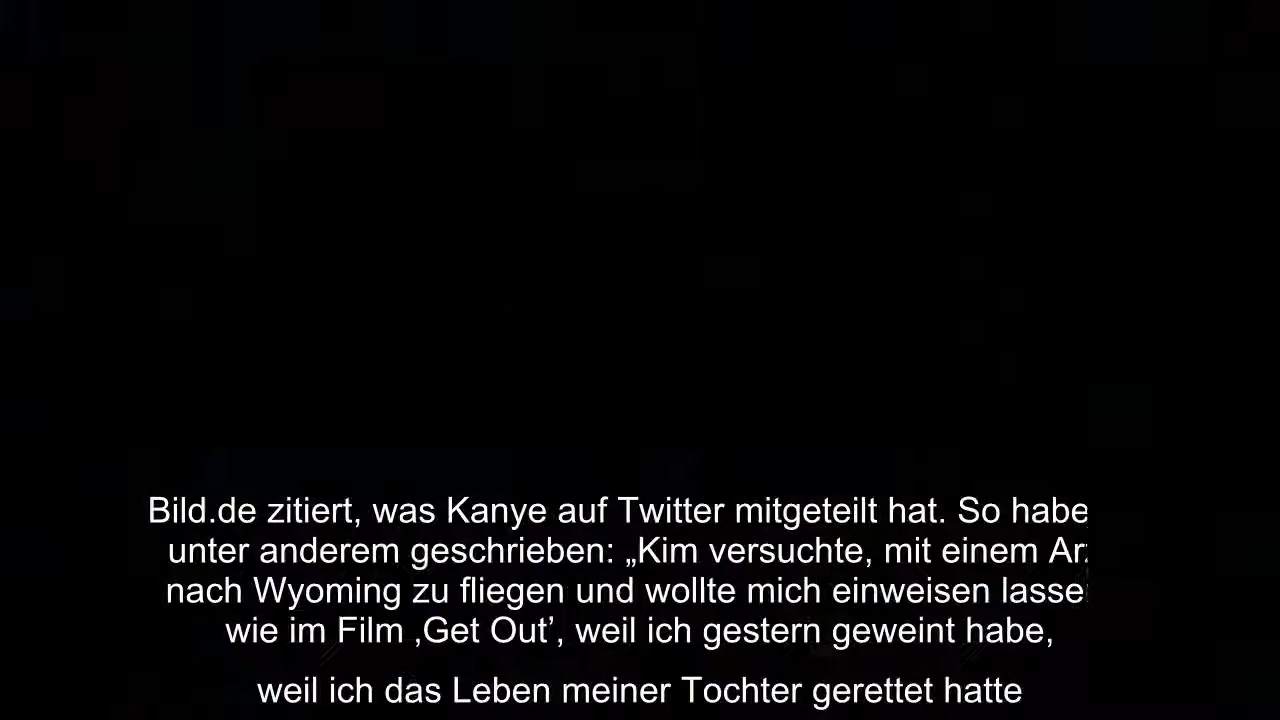 Bild.de zitiert, was Kanye auf Twitter mitgeteilt hat. So habe
unter anderem geschrieben: „Kim versuchte, mit einem
nach Wyoming zu fliegen und wollte mich einweisen lasse
wie im Film ‚Get Out’, weil ich gestern geweint habe,
weil ich das Leben meiner Tochter gerettet hatte